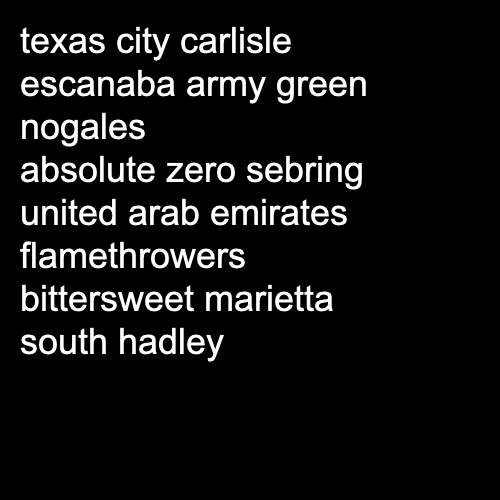 texas city carlisle
escanaba army green
nogales
absolute zero sebring
united arab emirates
flamethrowers
bittersweet marietta
south hadley